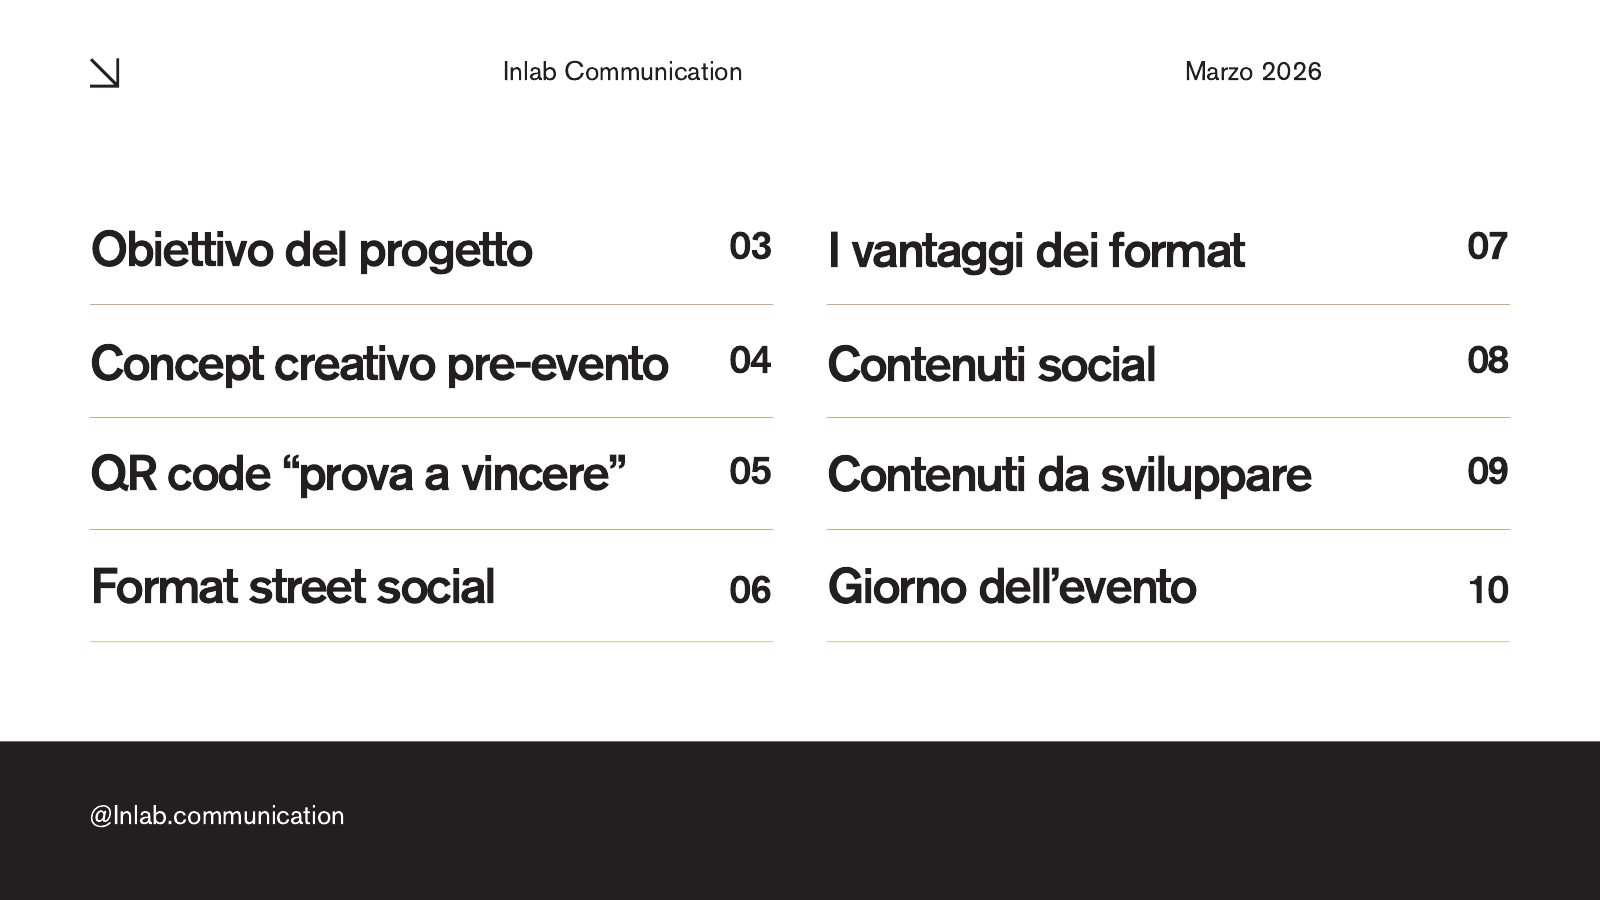 Inlab Communication
Marzo 2026
Obiettivo del progetto 03
Concept creativo pre-evento 04
QR code “prova a vincere” 05
Format street social 06
I vantaggi dei format 07
Contenuti social 08
Contenuti da sviluppare 09
Giorno dell’evento 10
@Inlab.communication